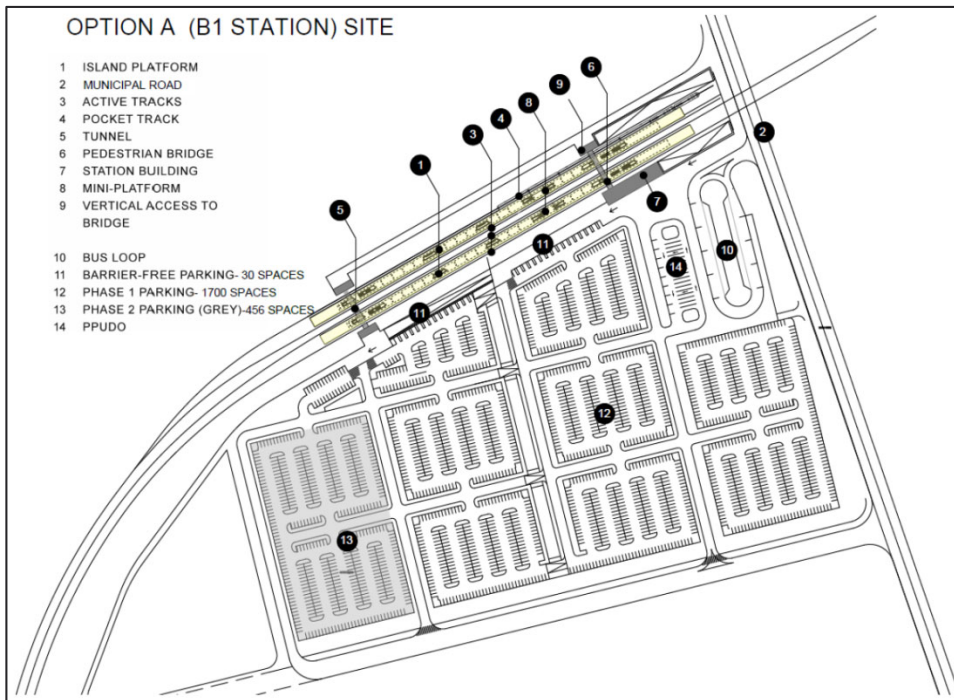 OPTION A (B1 STATION) SITE
1 ISLAND PLATFORM
2 MUNICIPAL ROAD
3 ACTIVE TRACKS
4 POCKET TRACK
5 TUNNEL
6 PEDESTRIAN BRIDGE
7 STATION BUILDING
8 MINI-PLATFORM
9 VERTICAL ACCESS TO
BRIDGE
10 BUS LOOP
11 BARRIER-FREE PARKING- 30 SPACES
12 PHASE 1 PARKING- 1700 SPACES
13 PHASE 2 PARKING (GREY)-456 SPACES
14 PPUDO
6
9
8
4
3
2
1
5
7
11
10
14
11
12
13